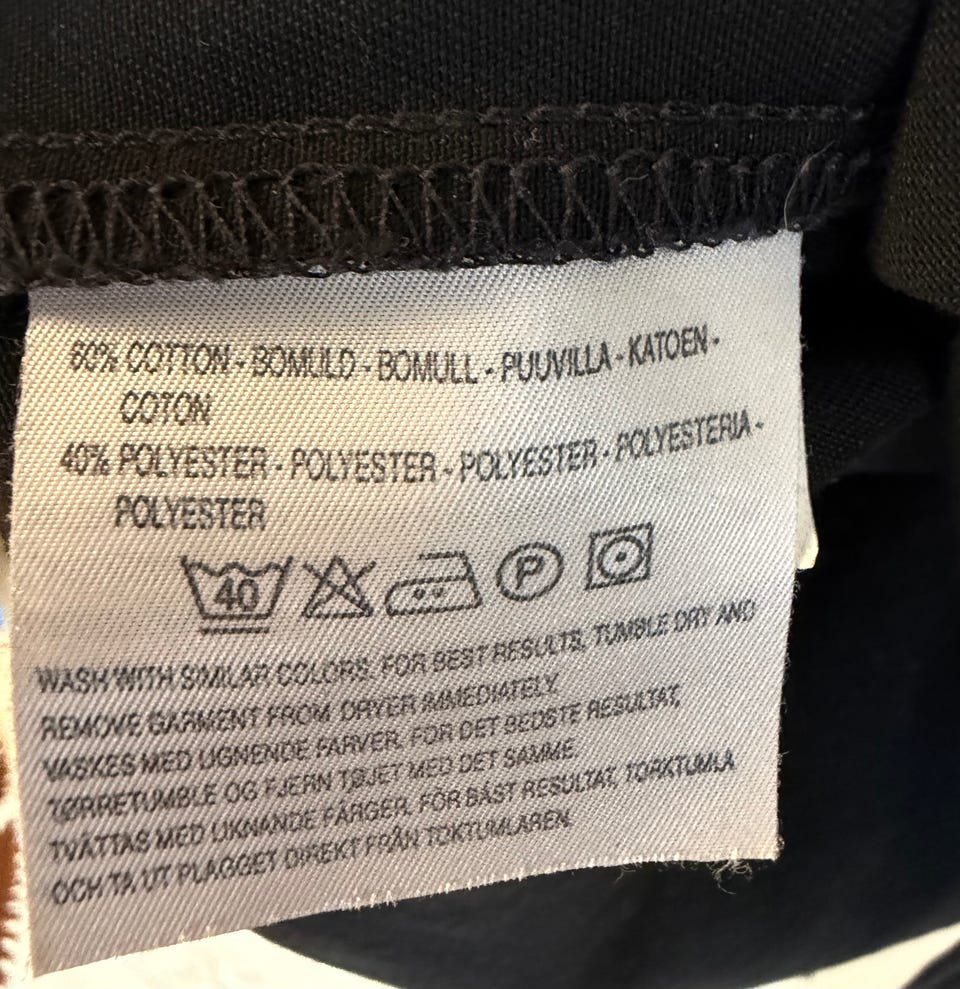 60% COTTON - BOMULD - BOMULL - PUUVILLA - KATOEN -
COTON
40% POLYESTER - POLYESTER - POLYESTER - POLYESTERIA -
POLYESTER
40 P
WASH WITH SIMILAR COLORS. FOR BEST RESULTS, TUMBLE DRY AND
REMOVE GARMENT FROM DRYER IMMEDIATELY.
VASKES MED LIGNENDE FARVER. FOR DET BEDSTE RESULTAT,
TØRRETUMBLE OG FJERN TØJET MED DET SAMME.
TVÄTTAS MED LIKNANDE FÄRGER. FÖR BÄST RESULTAT, TORKTUMLA
OCH TA UT PLAGGET DIREKT FRÅN TOKTUMLAREN.